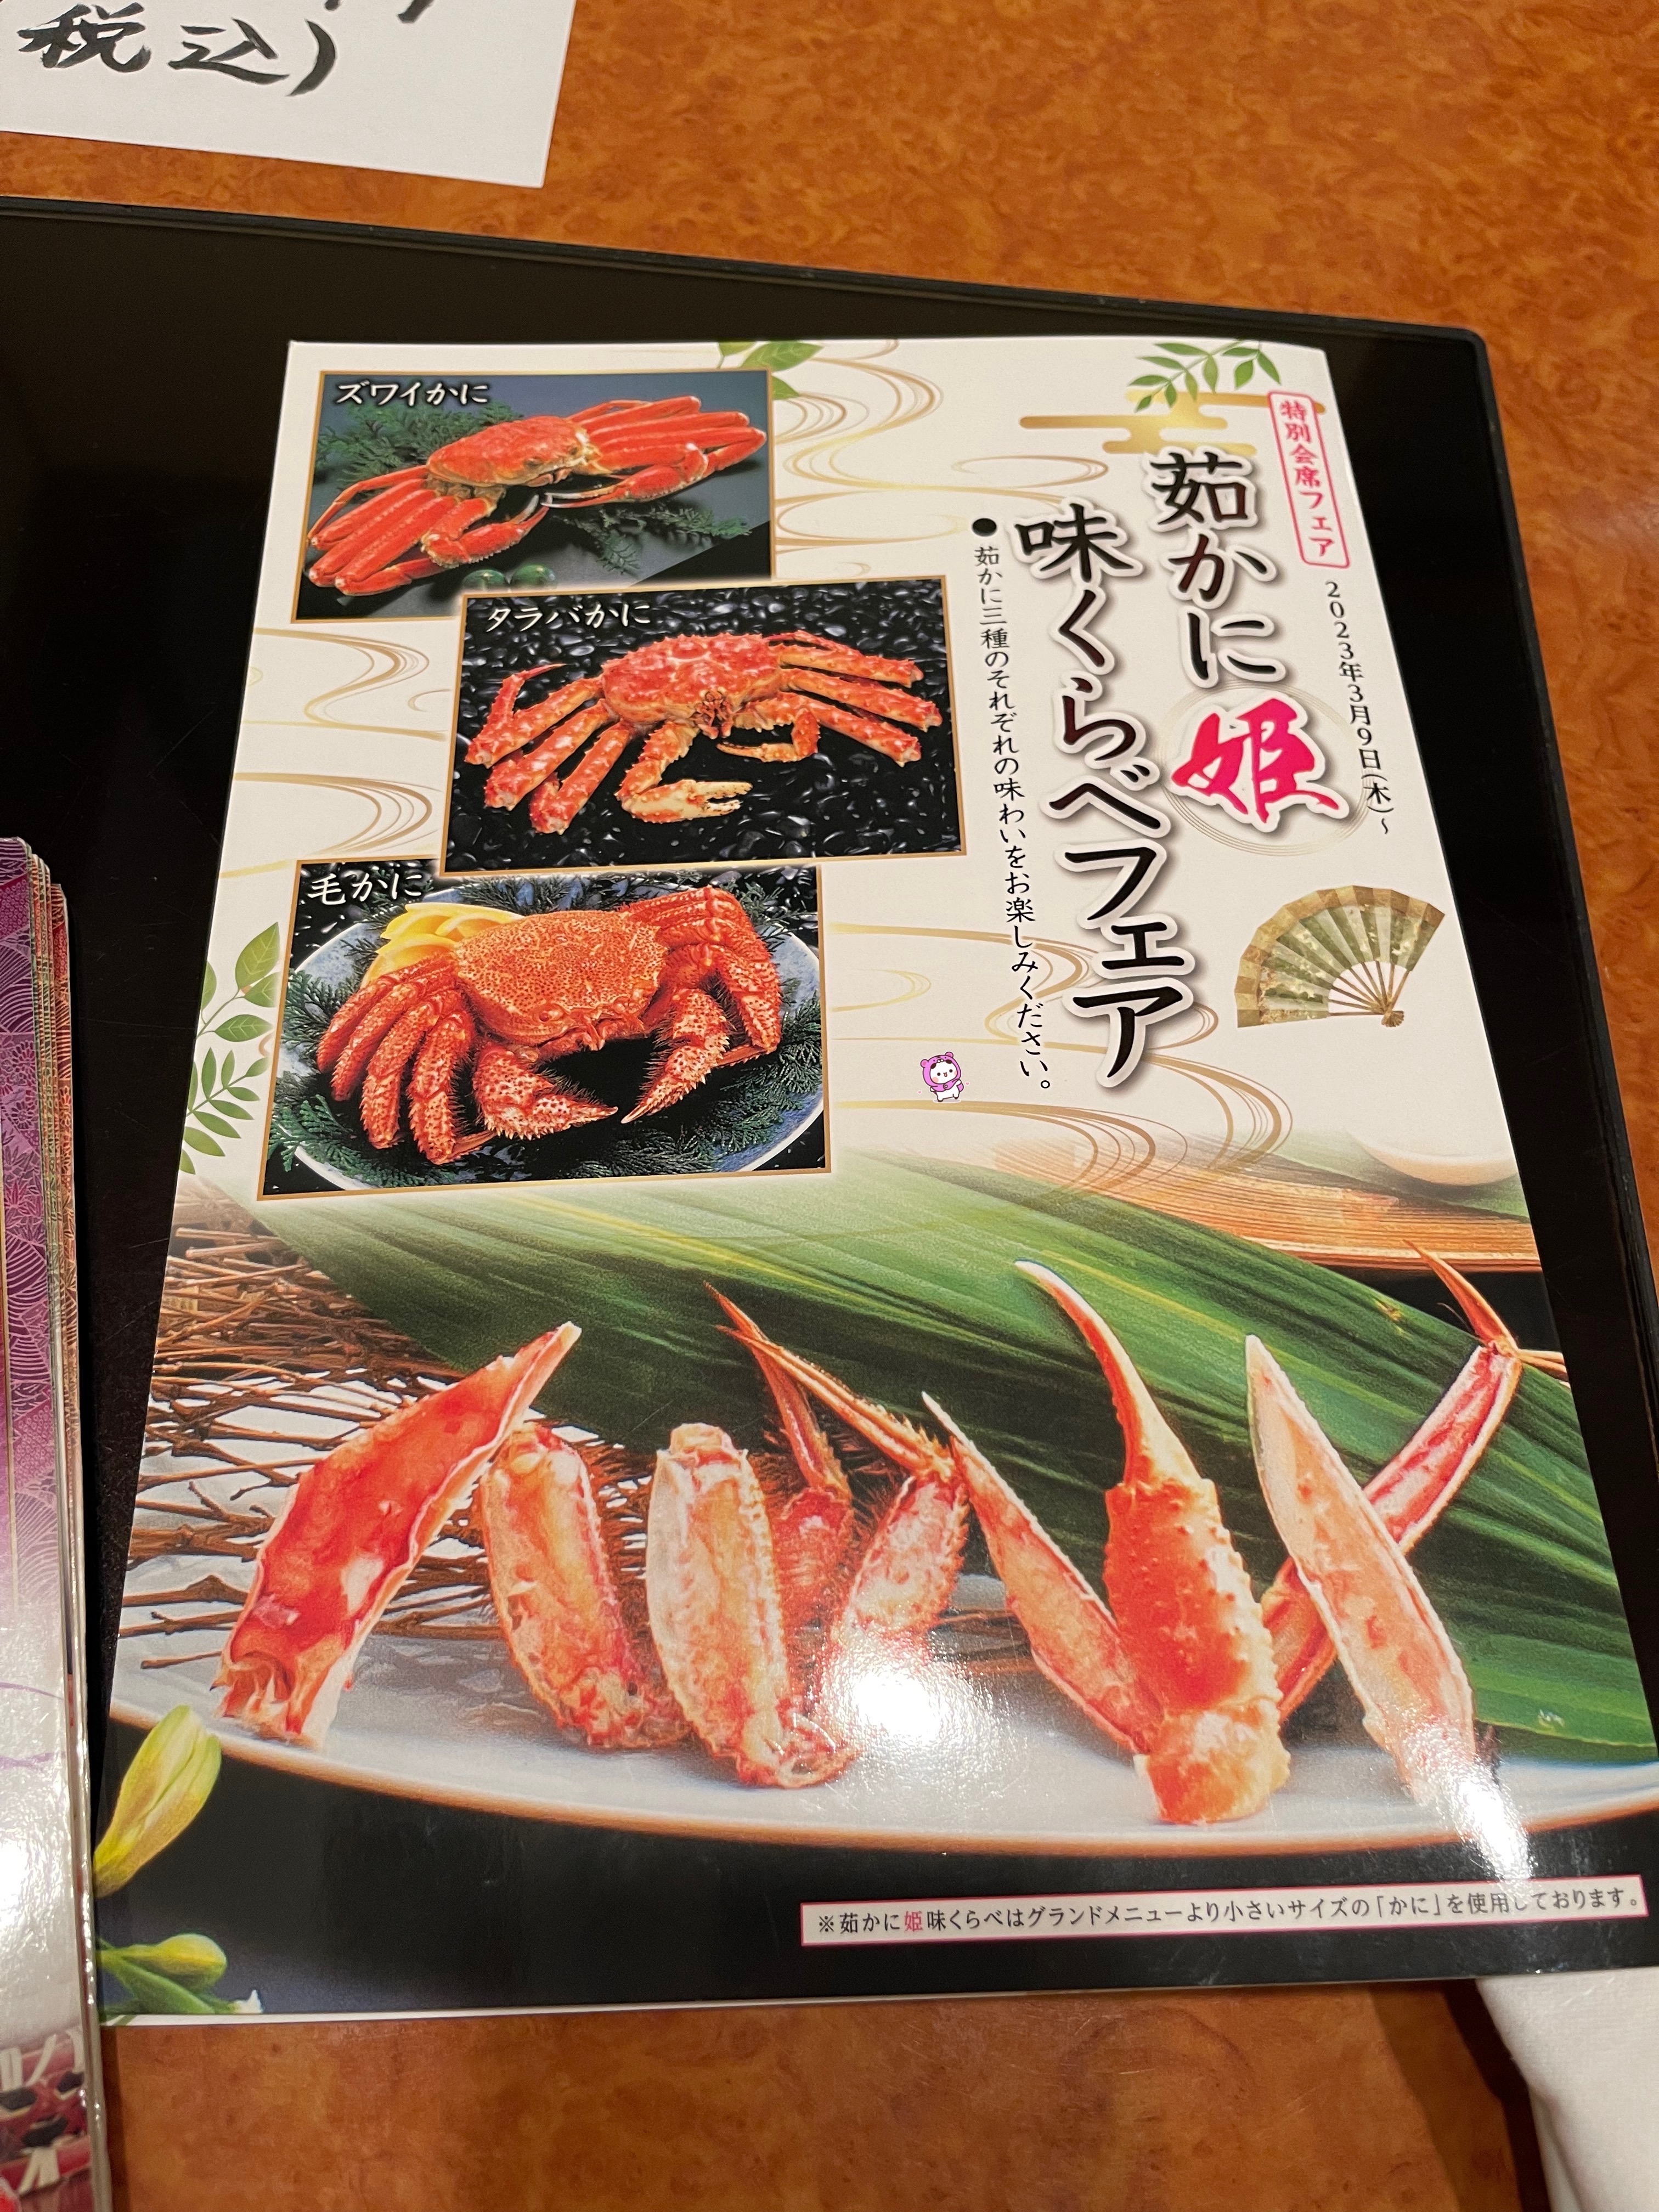 税込)
特別会席フェア
2023年3月9日(木)~
茹かに姫
味くらべフェア
●茹かに三種のそれぞれの味わいをお楽しみください。
ズワイかに
タラバかに
毛かに
※茹かに姫味くらべはグランドメニューより小さいサイズの「かに」を使用しております。